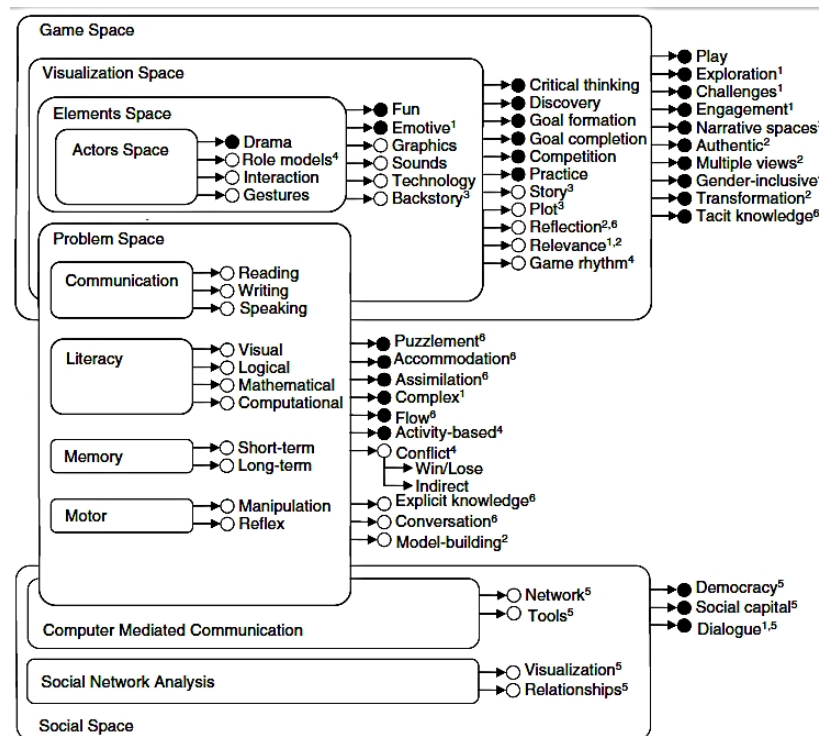 Game Space
Visualization Space
Elements Space
Actors Space
Drama
Role models⁴
Interaction
Gestures
Fun
Emotive¹
Graphics
Sounds
Technology
Backstory³
Critical thinking
Discovery
Goal formation
Goal completion
Competition
Practice
Story³
Plot³
Reflection²,⁶
Relevance¹,²
Game rhythm⁴
Play
Exploration¹
Challenges¹
Engagement¹
Narrative spaces
Authentic²
Multiple views²
Gender-inclusive
Transformation²
Tacit knowledge⁶
Problem Space
Communication
Reading
Writing
Speaking
Literacy
Visual
Logical
Mathematical
Computational
Memory
Short-term
Long-term
Motor
Manipulation
Reflex
Puzzlement⁶
Accommodation⁶
Assimilation⁶
Complex¹
Flow⁶
Activity-based⁴
Conflict⁴
Win/Lose
Indirect
Explicit knowledge⁶
Conversation⁶
Model-building²
Computer Mediated Communication
Network⁵
Tools⁵
Social Network Analysis
Visualization⁵
Relationships⁵
Social Space
Democracy⁵
Social capital⁵
Dialogue¹,⁵